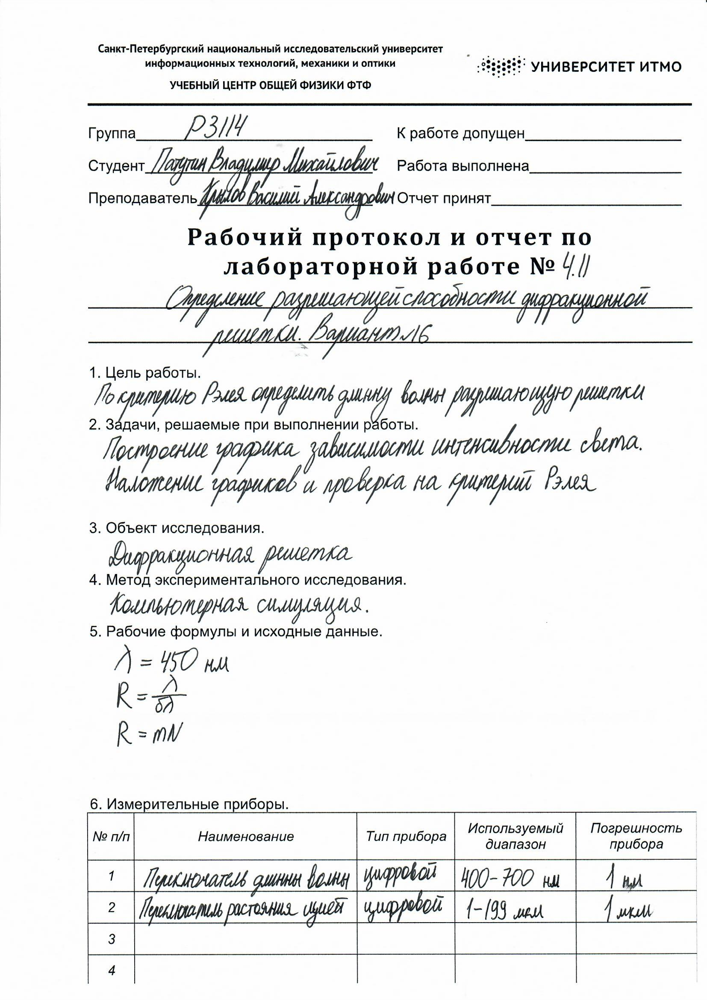 Санкт-Петербургский национальный исследовательский университет
информационных технологий, механики и оптики
УЧЕБНЫЙ ЦЕНТР ОБЩЕЙ ФИЗИКИ ФТФ
УНИВЕРСИТЕТ ИТМО
Группа P3114 К работе допущен
Студент Патутин Владимир Михайлович Работа выполнена
Преподаватель Крылов Василий Александрович Отчет принят
Рабочий протокол и отчет по
лабораторной работе № 4.11
Определение разрешающей способности дифракционной
решетки. Вариант №16
1. Цель работы.
По критерию Рэлея определить длинну волны разрешающую решетки
2. Задачи, решаемые при выполнении работы.
Построение графика зависимости интенсивности света.
Наложение графиков и проверка на критерий Рэлея
3. Объект исследования.
Дифракционная решетка
4. Метод экспериментального исследования.
Компьютерная симуляция.
5. Рабочие формулы и исходные данные.
λ = 450 нм
R = λ/δλ
R = mN
6. Измерительные приборы.
№ п/п Наименование Тип прибора Используемый диапазон Погрешность прибора
1 Переключатель длинны волны цифровой 400-700 нм 1 нм
2 Переключатель растояния щелей цифровой 1-199 мкм 1 мкм
3
4